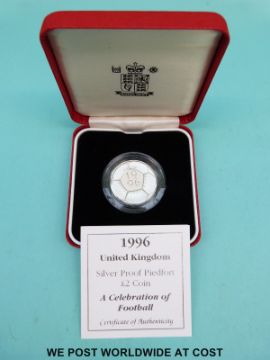 1996
1996
United Kingdom
Silver Proof Piedfort
£2 Coin
A Celebration of
Football
Certificate of Authenticity
WE POST WORLDWIDE AT COST